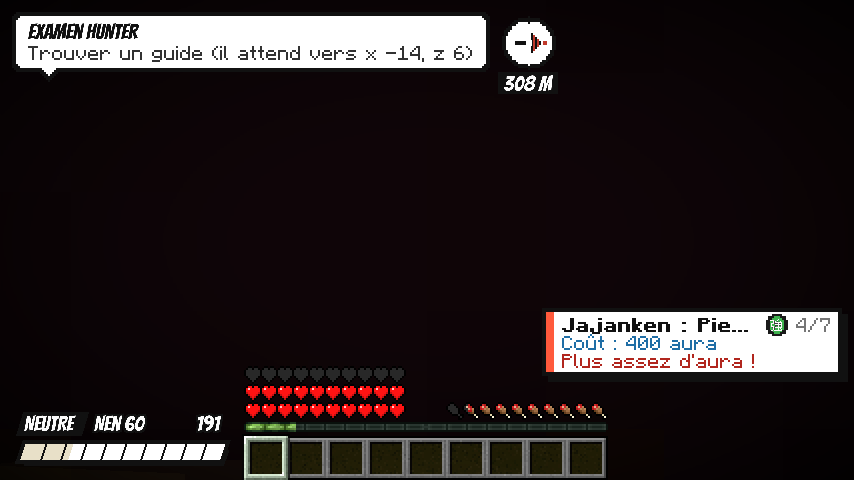 EXAMEN HUNTER
Trouver un guide (il attend vers x -14, z 6)
308 M
Jajanken : Pie... 4/7
Coût : 400 aura
Plus assez d'aura !
NEUTRE NEN 60 191